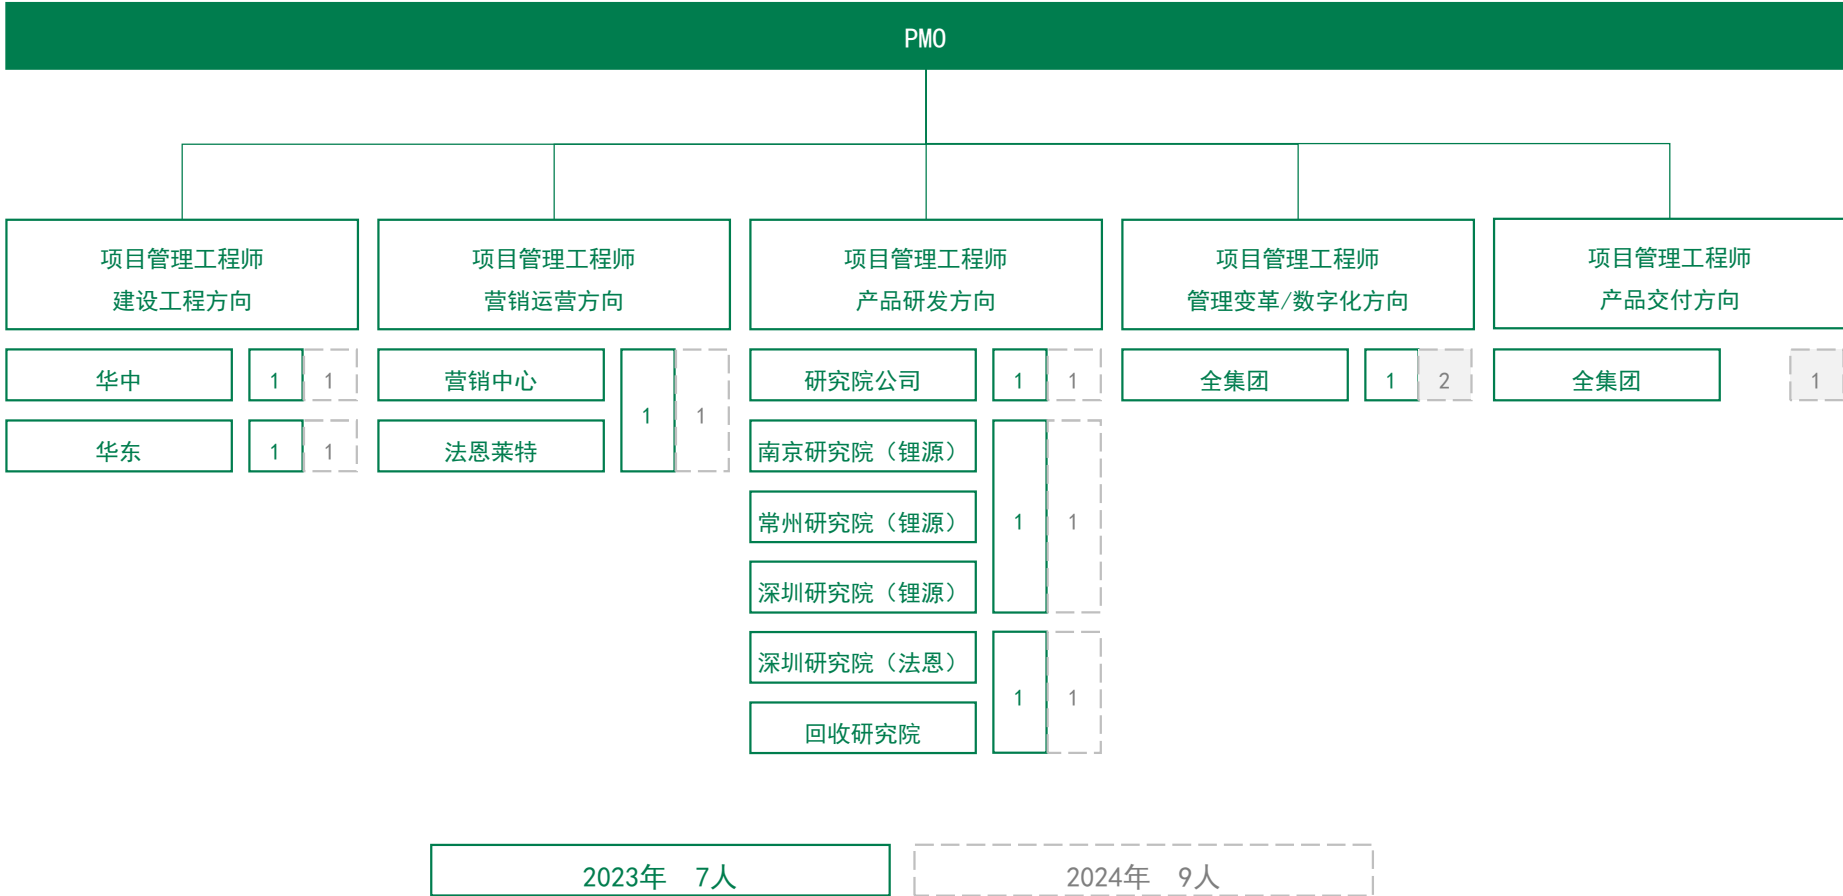 PMO
项目管理工程师
建设工程方向
项目管理工程师
营销运营方向
项目管理工程师
产品研发方向
项目管理工程师
管理变革/数字化方向
项目管理工程师
产品交付方向
华中
1
1
华东
1
1
营销中心
法恩莱特
1
1
研究院公司
1
1
南京研究院（锂源）
常州研究院（锂源）
深圳研究院（锂源）
1
1
深圳研究院（法恩）
回收研究院
1
1
全集团
1
2
全集团
1
2023年 7人
2024年 9人